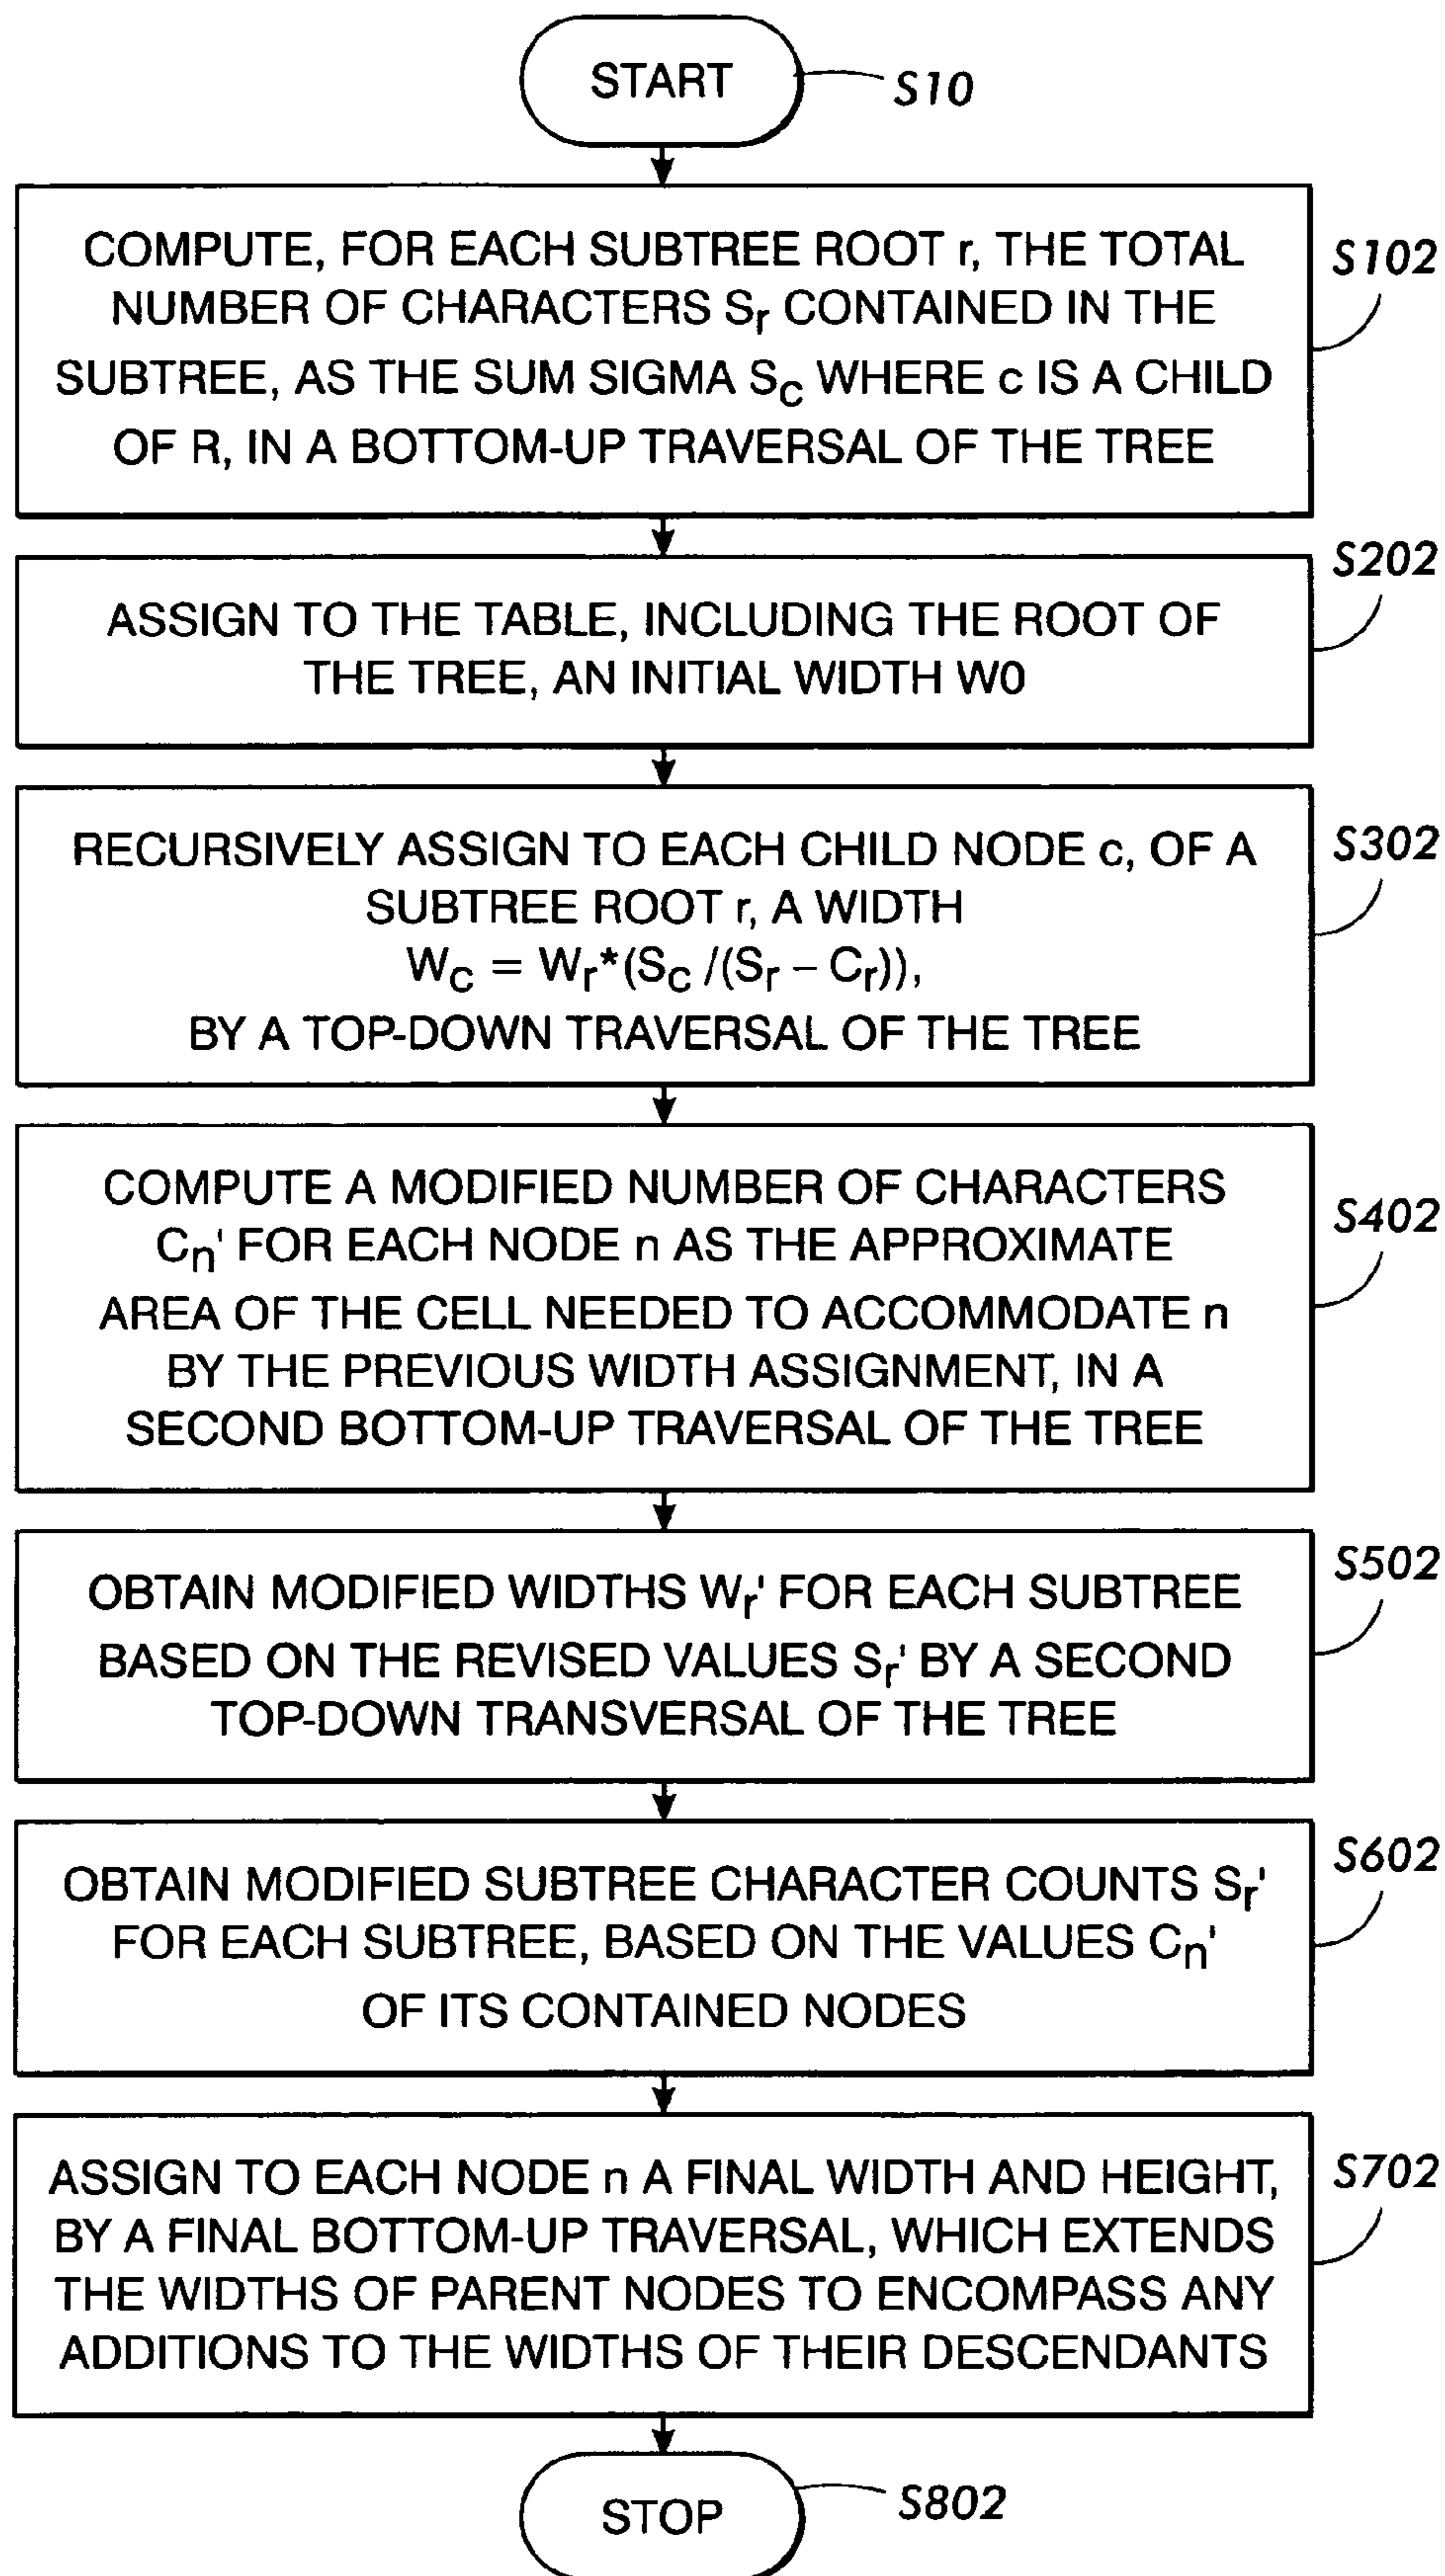 START
S10
COMPUTE, FOR EACH SUBTREE ROOT r, THE TOTAL
NUMBER OF CHARACTERS Sr CONTAINED IN THE
SUBTREE, AS THE SUM SIGMA Sc WHERE c IS A CHILD
OF R, IN A BOTTOM-UP TRAVERSAL OF THE TREE
S102
ASSIGN TO THE TABLE, INCLUDING THE ROOT OF
THE TREE, AN INITIAL WIDTH W0
S202
RECURSIVELY ASSIGN TO EACH CHILD NODE c, OF A
SUBTREE ROOT r, A WIDTH
Wc = Wr*(Sc /(Sr – Cr)),
BY A TOP-DOWN TRAVERSAL OF THE TREE
S302
COMPUTE A MODIFIED NUMBER OF CHARACTERS
Cn' FOR EACH NODE n AS THE APPROXIMATE
AREA OF THE CELL NEEDED TO ACCOMMODATE n
BY THE PREVIOUS WIDTH ASSIGNMENT, IN A
SECOND BOTTOM-UP TRAVERSAL OF THE TREE
S402
OBTAIN MODIFIED WIDTHS Wr' FOR EACH SUBTREE
BASED ON THE REVISED VALUES Sr' BY A SECOND
TOP-DOWN TRANSVERSAL OF THE TREE
S502
OBTAIN MODIFIED SUBTREE CHARACTER COUNTS Sr'
FOR EACH SUBTREE, BASED ON THE VALUES Cn'
OF ITS CONTAINED NODES
S602
ASSIGN TO EACH NODE n A FINAL WIDTH AND HEIGHT,
BY A FINAL BOTTOM-UP TRAVERSAL, WHICH EXTENDS
THE WIDTHS OF PARENT NODES TO ENCOMPASS ANY
ADDITIONS TO THE WIDTHS OF THEIR DESCENDANTS
S702
STOP
S802